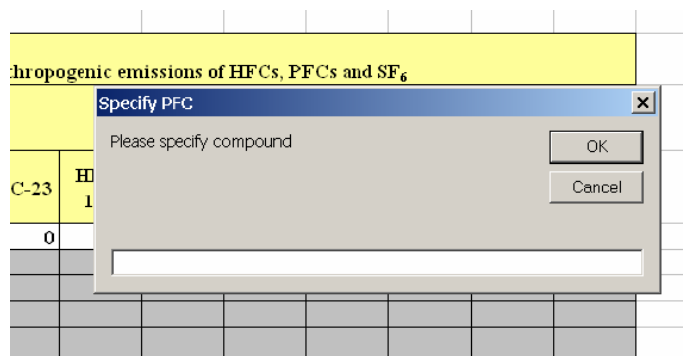 thropogenic emissions of HFCs, PFCs and SF6
Specify PFC
Please specify compound
OK
Cancel
C-23
0